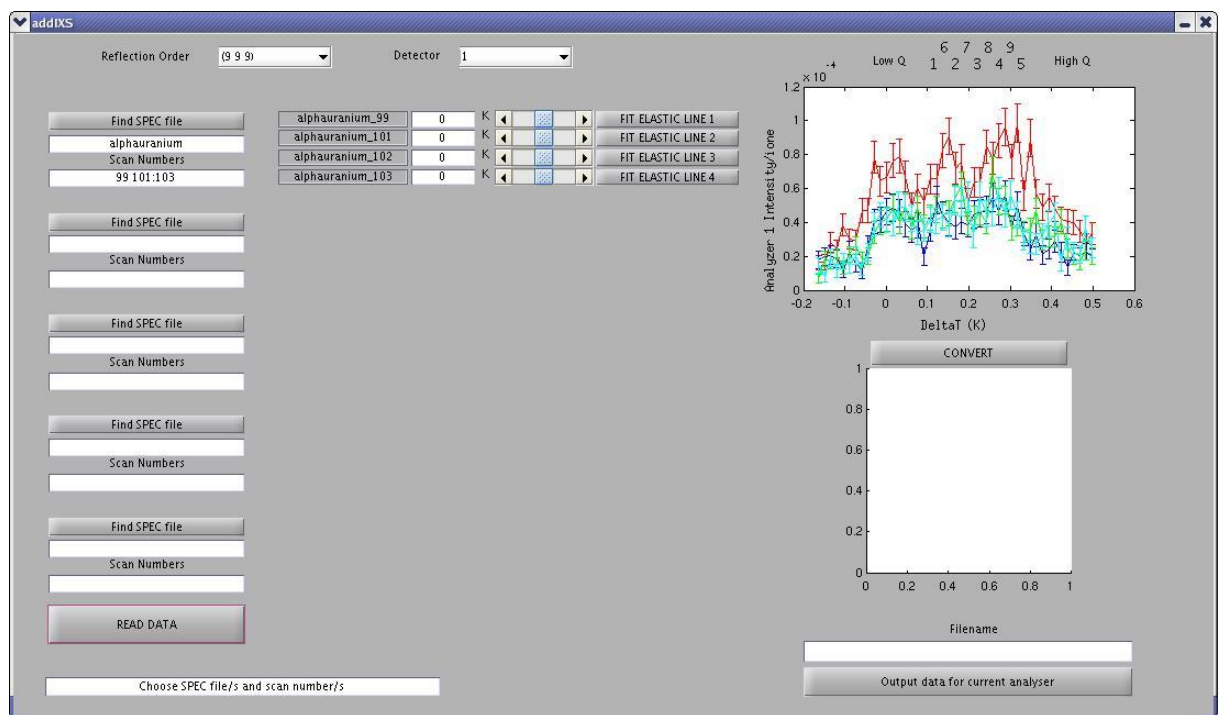 addIXS
Reflection Order (9 9 9) Detector 1
6 7 8 9
Low Q 1 2 3 4 5 High Q
Find SPEC file
alphauranium
Scan Numbers
99 101:103
alphauranium_99 0 K FIT ELASTIC LINE 1
alphauranium_101 0 K FIT ELASTIC LINE 2
alphauranium_102 0 K FIT ELASTIC LINE 3
alphauranium_103 0 K FIT ELASTIC LINE 4
Find SPEC file
Scan Numbers
Find SPEC file
Scan Numbers
Find SPEC file
Scan Numbers
Find SPEC file
Scan Numbers
READ DATA
Choose SPEC file/s and scan number/s
× 10 -4
1.2
1
0.8
0.6
0.4
0.2
0
Analyzer 1 Intensity/ione
-0.2 -0.1 0 0.1 0.2 0.3 0.4 0.5 0.6
DeltaT (K)
CONVERT
1
0.8
0.6
0.4
0.2
0
0 0.2 0.4 0.6 0.8 1
Filename
Output data for current analyser